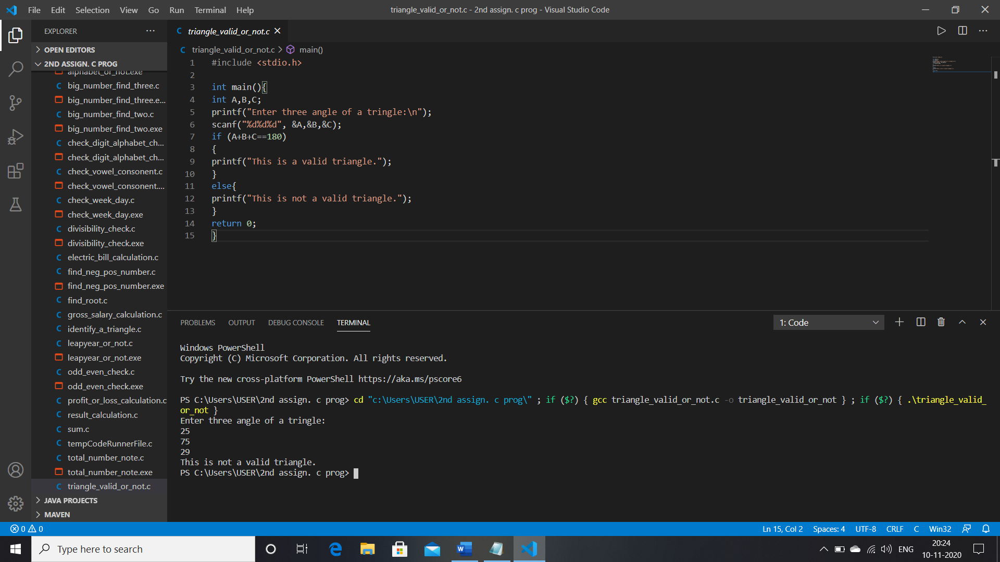 File Edit Selection View Go Run Terminal Help
triangle_valid_or_not.c - 2nd assign. c prog - Visual Studio Code
EXPLORER
OPEN EDITORS
2ND ASSIGN. C PROG
alphabet_or_not.exe
big_number_find_three.c
big_number_find_three.e...
big_number_find_two.c
big_number_find_two.exe
check_digit_alphabet_ch...
check_digit_alphabet_ch...
check_vowel_consonent.c
check_vowel_consonent....
check_week_day.c
check_week_day.exe
divisibility_check.c
divisibility_check.exe
electric_bill_calculation.c
find_neg_pos_number.c
find_neg_pos_number.exe
find_root.c
gross_salary_calculation.c
identify_a_triangle.c
leapyear_or_not.c
leapyear_or_not.exe
odd_even_check.c
odd_even_check.exe
profit_or_loss_calculation.c
result_calculation.c
sum.c
tempCodeRunnerFile.c
total_number_note.c
total_number_note.exe
triangle_valid_or_not.c
JAVA PROJECTS
MAVEN
C triangle_valid_or_not.c
C triangle_valid_or_not.c > main()
1 #include <stdio.h>
2
3 int main(){
4 int A,B,C;
5 printf("Enter three angle of a tringle:\n");
6 scanf("%d%d%d", &A,&B,&C);
7 if (A+B+C==180)
8 {
9 printf("This is a valid triangle.");
10 }
11 else{
12 printf("This is not a valid triangle.");
13 }
14 return 0;
15 }
PROBLEMS OUTPUT DEBUG CONSOLE TERMINAL
1: Code
Windows PowerShell
Copyright (C) Microsoft Corporation. All rights reserved.
Try the new cross-platform PowerShell https://aka.ms/pscore6
PS C:\Users\USER\2nd assign. c prog> cd "c:\Users\USER\2nd assign. c prog\" ; if ($?) { gcc triangle_valid_or_not.c -o triangle_valid_or_not } ; if ($?) { .\triangle_valid_
or_not }
Enter three angle of a tringle:
25
75
29
This is not a valid triangle.
PS C:\Users\USER\2nd assign. c prog>
0 0
Ln 15, Col 2 Spaces: 4 UTF-8 CRLF C Win32
Type here to search
ENG
20:24
10-11-2020